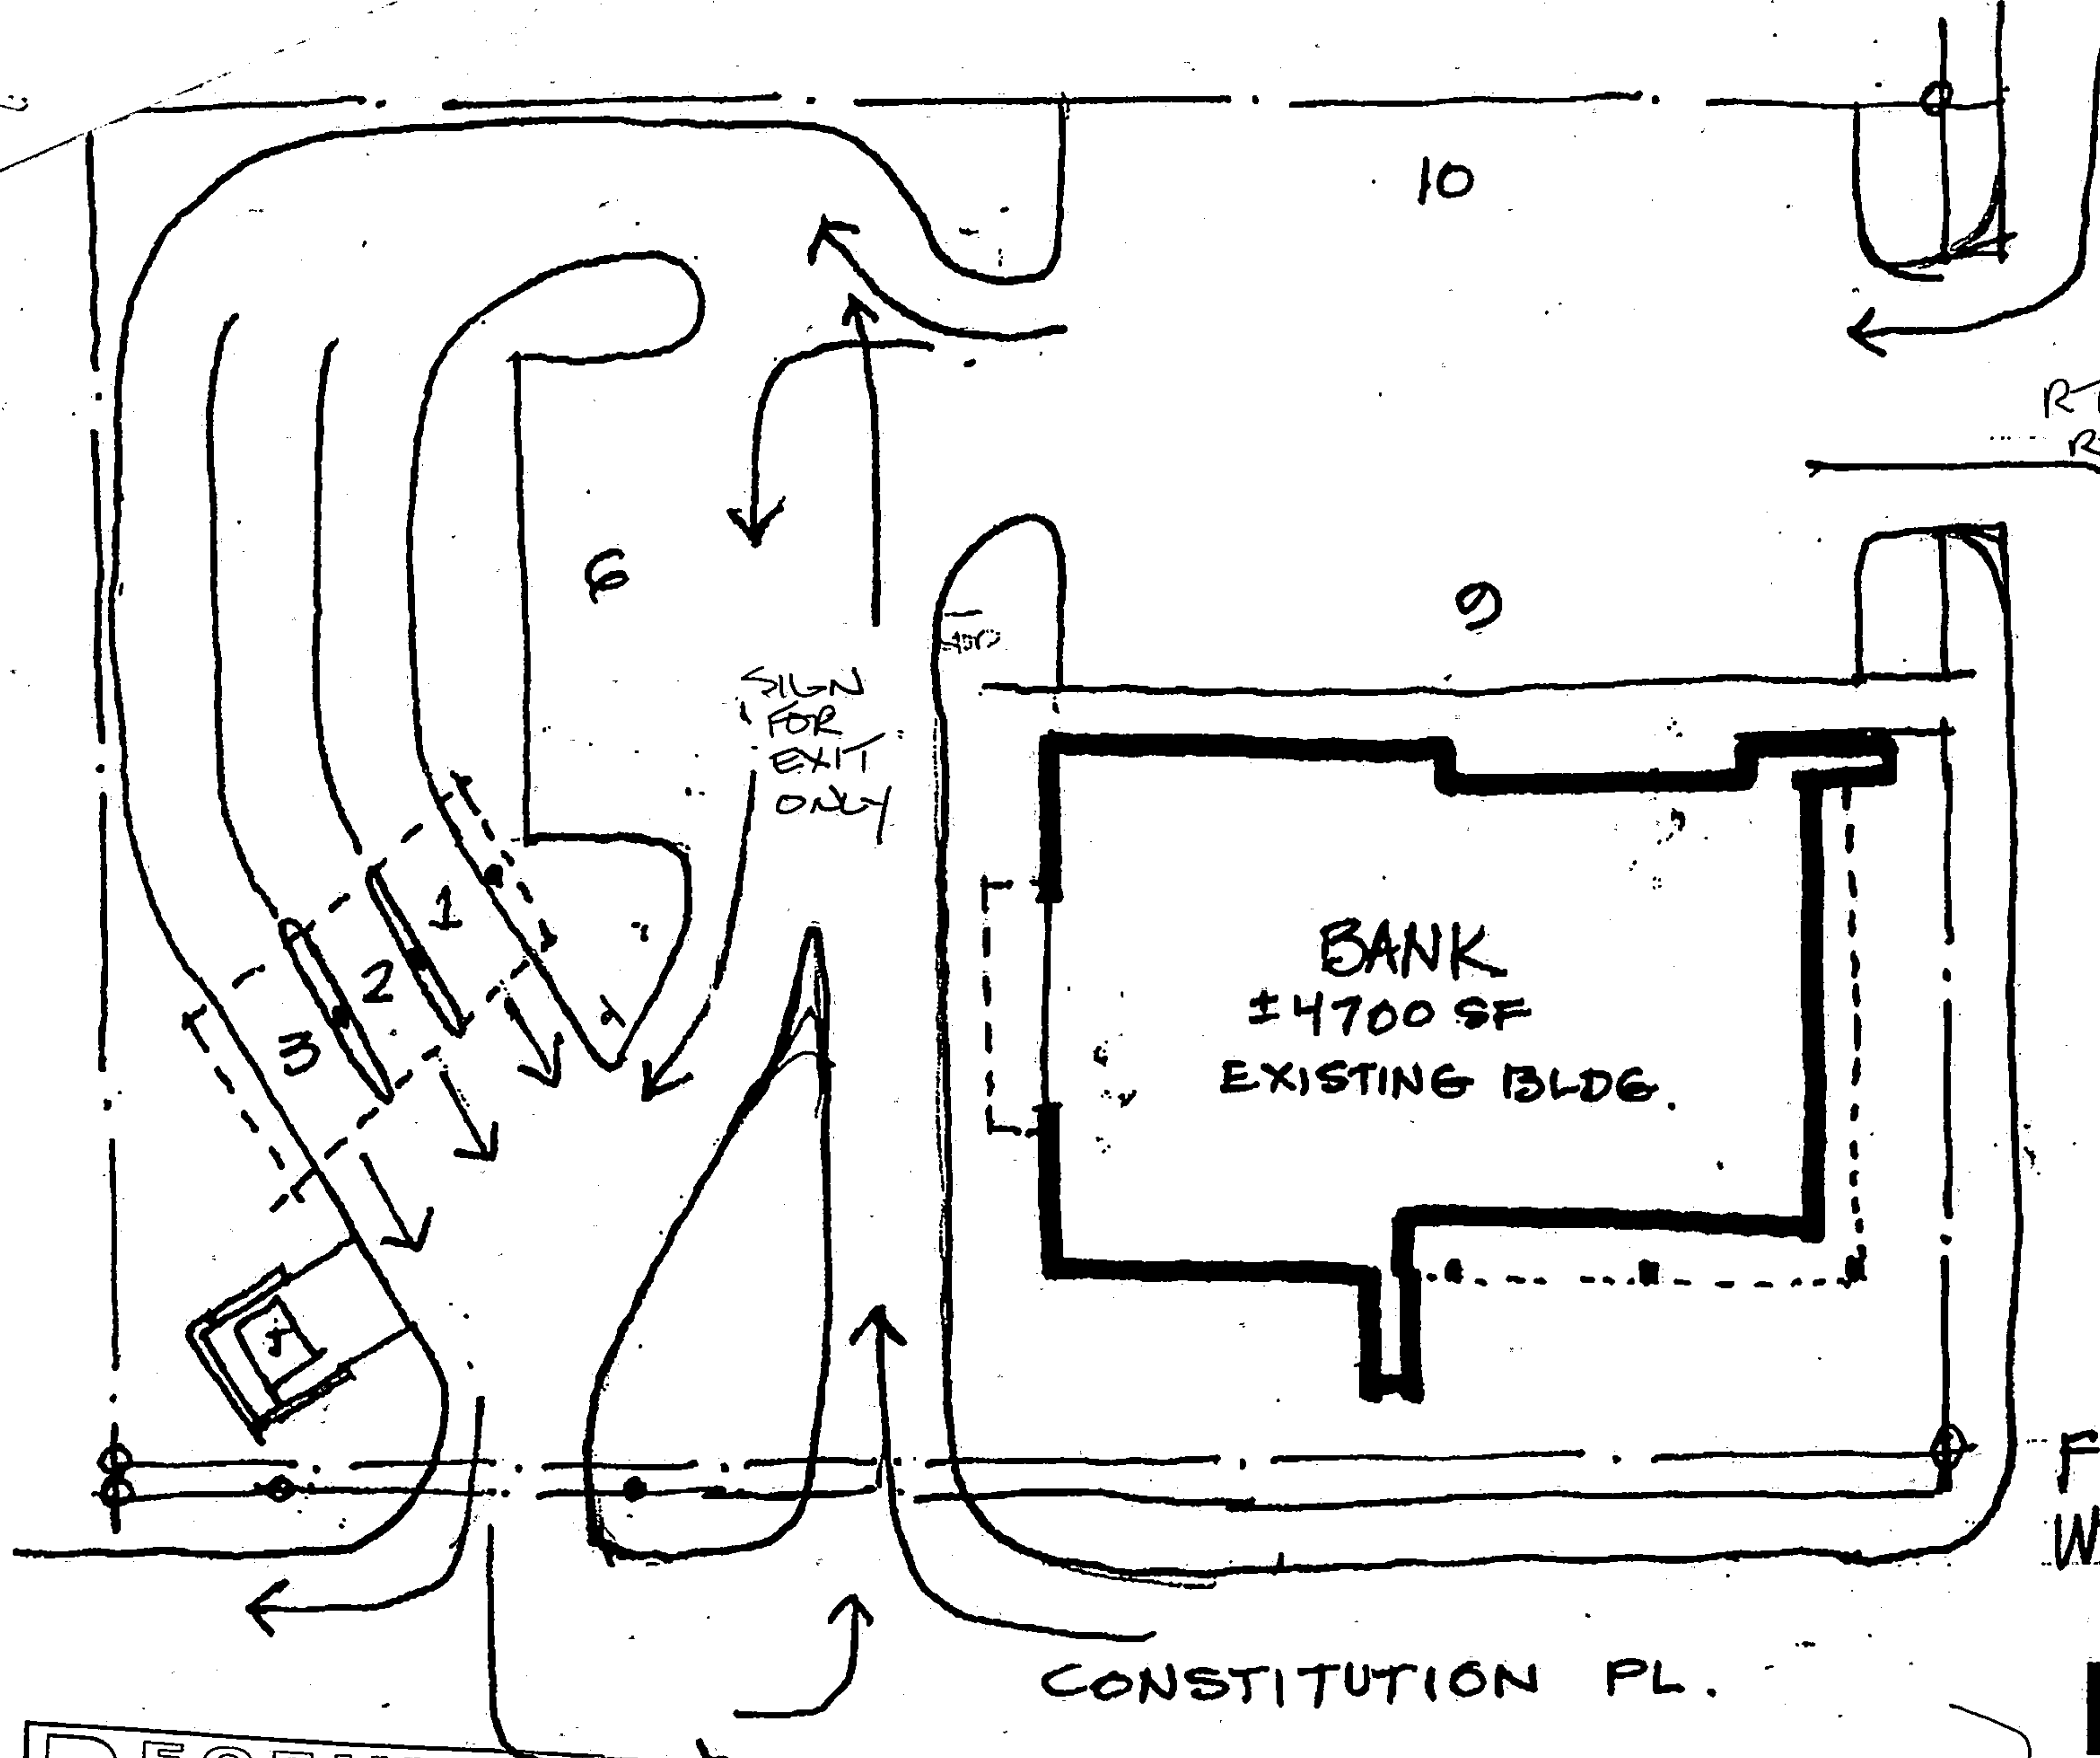 10
6
9
SIGN
FOR
EXIT
ONLY
1
2
3
BANK
±4700 SF
EXISTING BLDG.
CONSTITUTION PL.